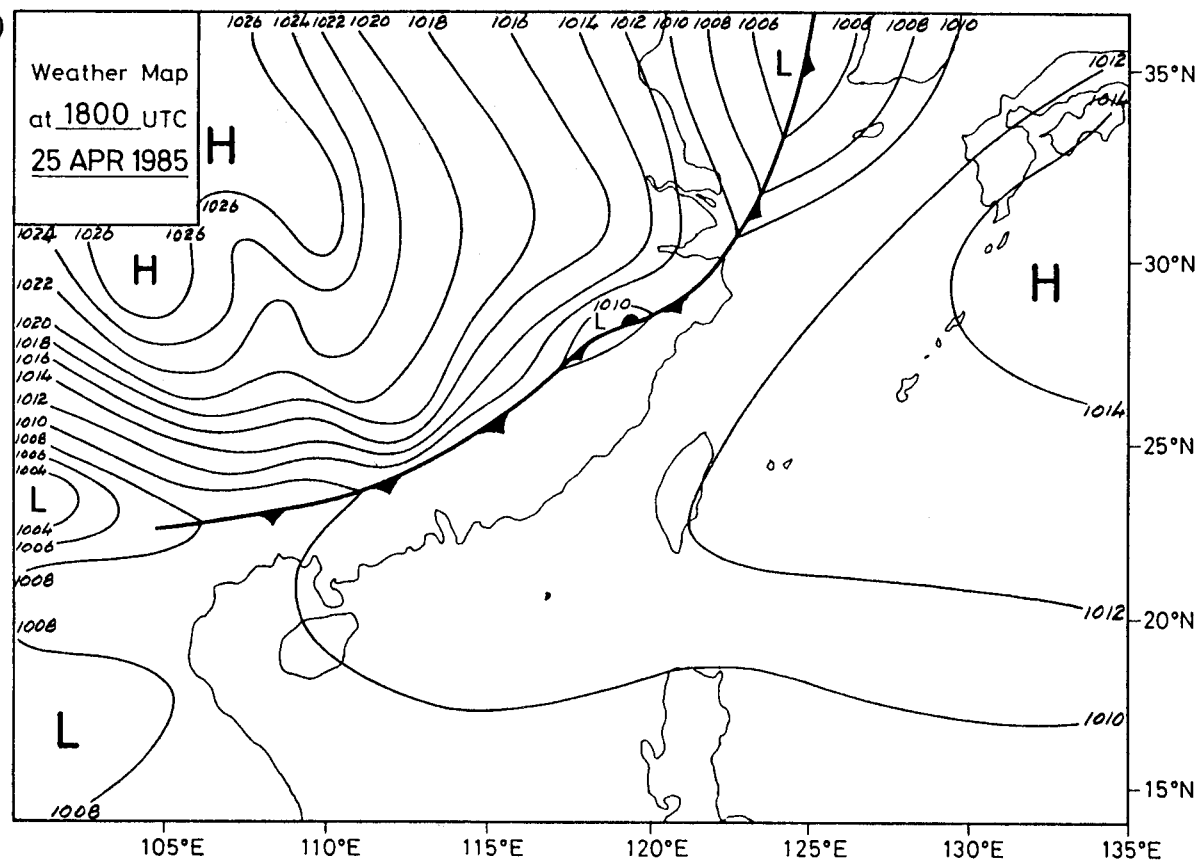 )
1026 1024 1022 1020 1018 1016 1014 1012 1010 1008 1006 1008 1008 1010
Weather Map
at 1800 UTC
25 APR 1985
H
L
35°N
1012
1014
1026
1024 1026 1026
H
H
30°N
1022
1010
L
1020
1018
1016
1014
1014
1012
1010
25°N
1008
1006
1004
L
1004
1006
1008
1012
20°N
1008
1010
L
15°N
1008
105°E 110°E 115°E 120°E 125°E 130°E 135°E